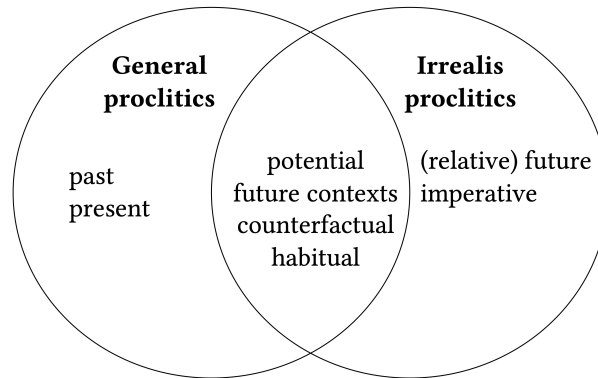 General
proclitics
past
present
potential
future contexts
counterfactual
habitual
Irrealis
proclitics
(relative) future
imperative